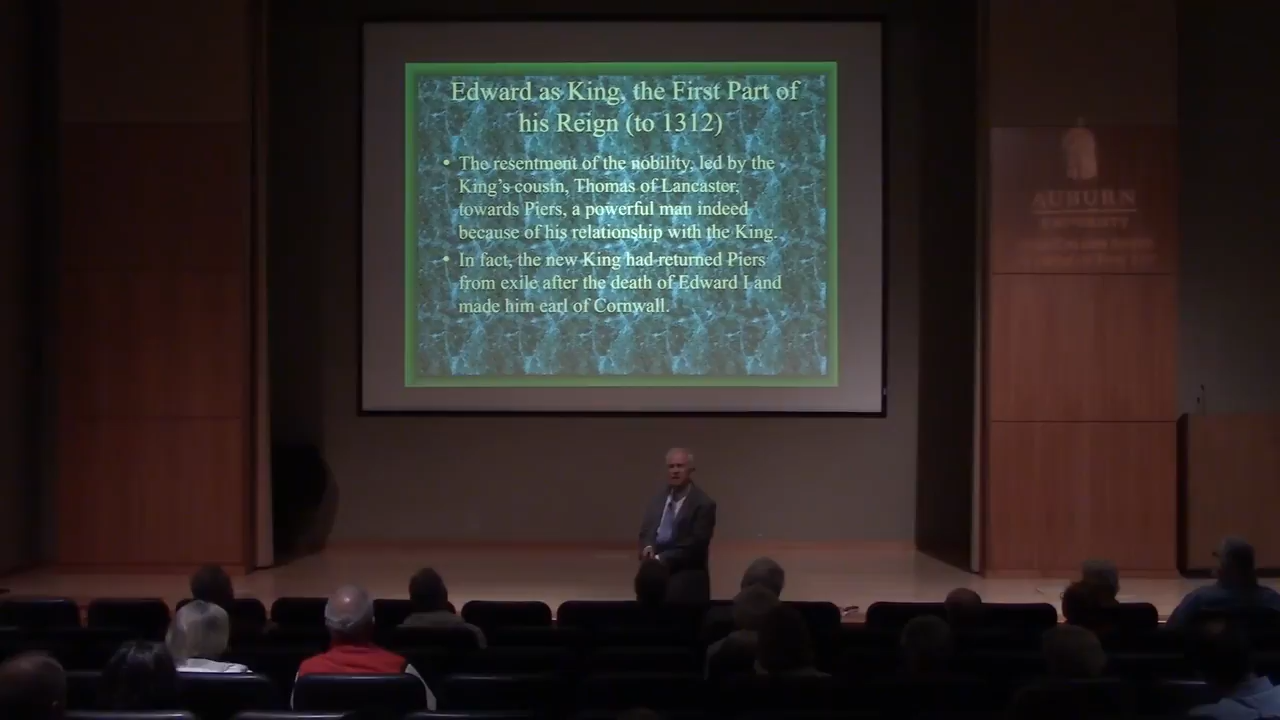 Edward as King, the First Part of
his Reign (to 1312)
• The resentment of the nobility, led by the
King's cousin, Thomas of Lancaster,
towards Piers, a powerful man indeed
because of his relationship with the King.
• In fact, the new King had returned Piers
from exile after the death of Edward I and
made him earl of Cornwall.
AUBURN
UNIVERSITY